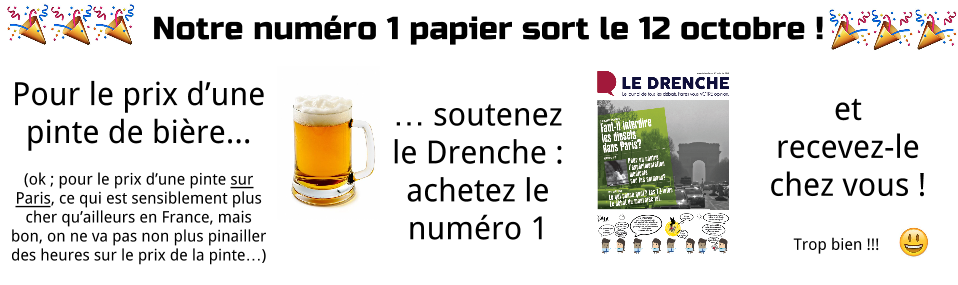 Notre numéro 1 papier sort le 12 octobre !
Pour le prix d'une
pinte de bière...
(ok ; pour le prix d'une pinte sur
Paris, ce qui est sensiblement plus
cher qu'ailleurs en France, mais
bon, on ne va pas non plus pinailler
des heures sur le prix de la pinte…)
… soutenez
le Drenche :
achetez le
numéro 1
LE DRENCHE
Faut-il interdire
les diesels
dans Paris?
et
recevez-le
chez vous !
Trop bien !!!